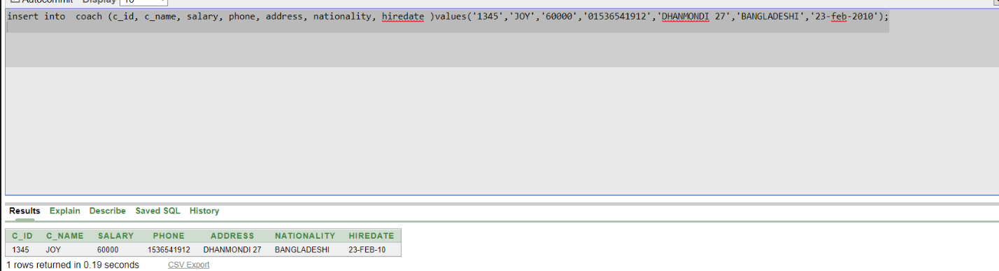 Autocommit Display 10
insert into coach (c_id, c_name, salary, phone, address, nationality, hiredate )values('1345','JOY','60000','01536541912','DHANMONDI 27','BANGLADESHI','23-feb-2010');
Results Explain Describe Saved SQL History
C_ID C_NAME SALARY PHONE ADDRESS NATIONALITY HIREDATE
1345 JOY 60000 1536541912 DHANMONDI 27 BANGLADESHI 23-FEB-10
1 rows returned in 0.19 seconds CSV Export